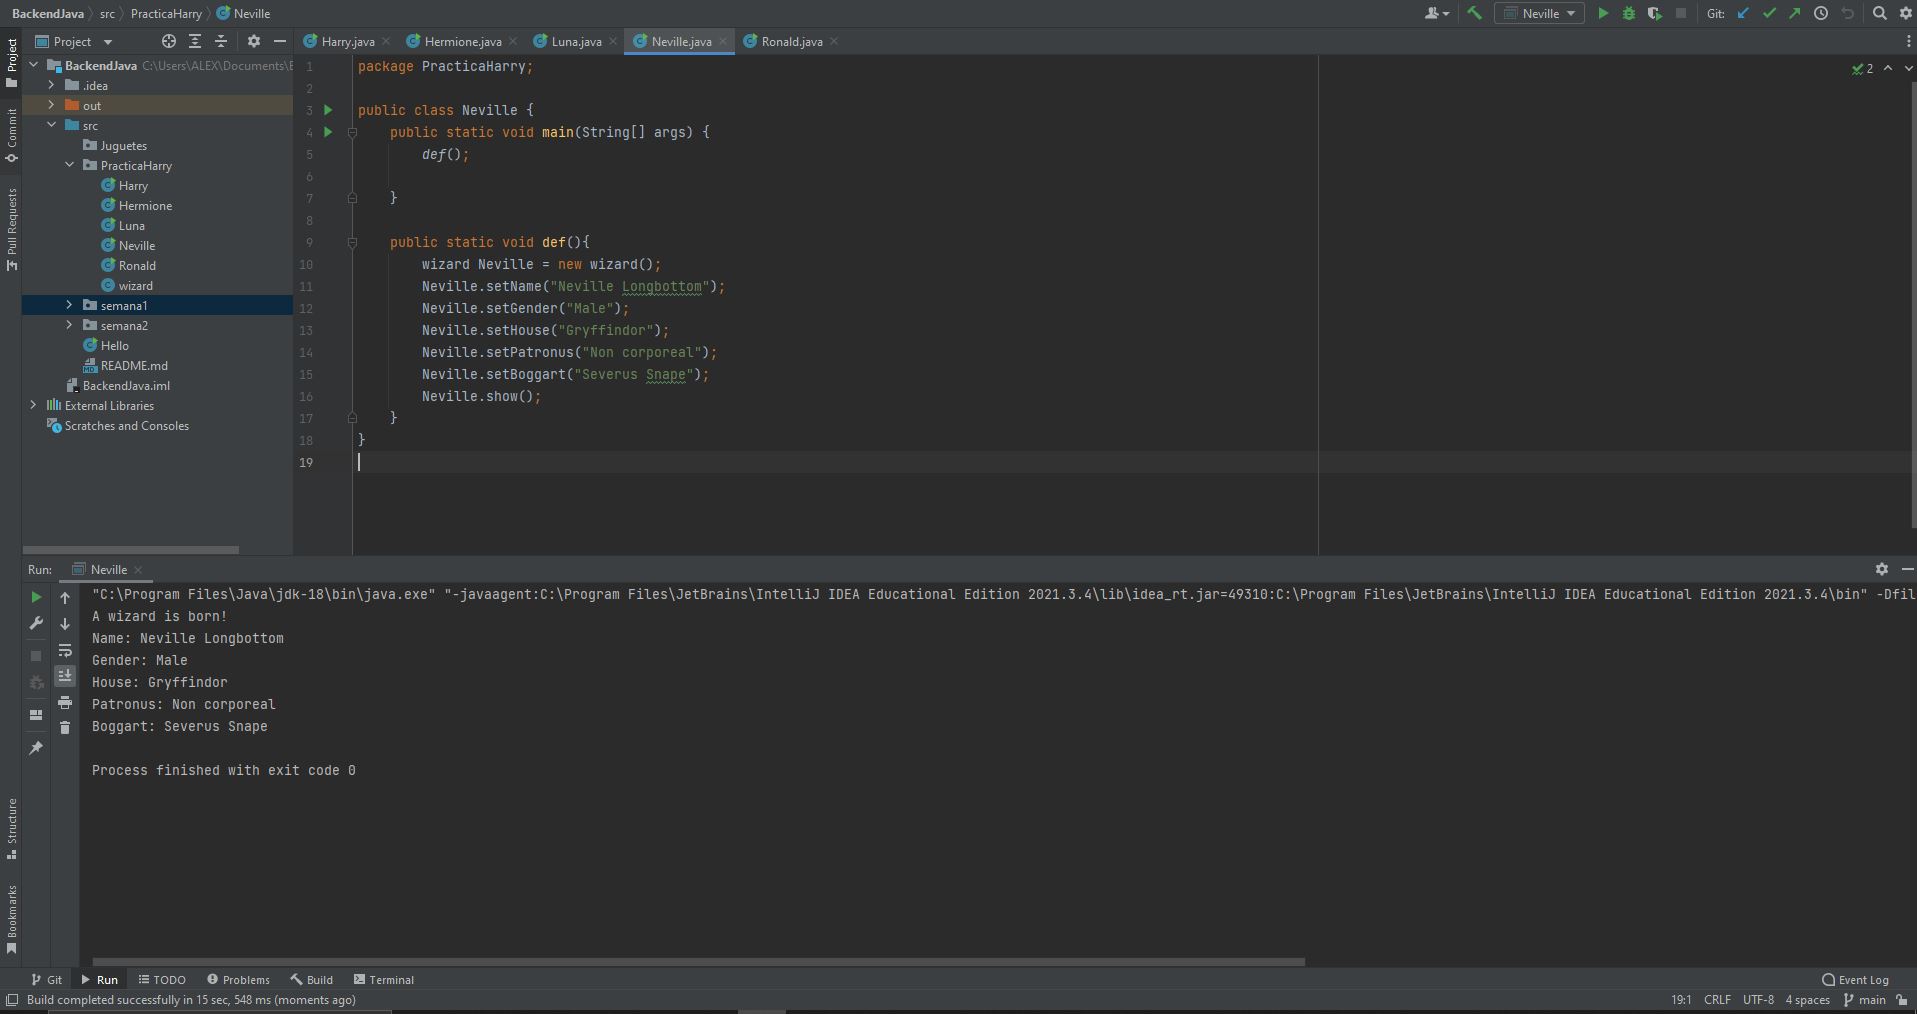 BackendJava src PracticaHarry Neville
Neville Git:
Project
Harry.java Hermione.java Luna.java Neville.java Ronald.java
Project
Commit
Pull Requests
BackendJava C:\Users\ALEX\Documents\
.idea
out
src
Juguetes
PracticaHarry
Harry
Hermione
Luna
Neville
Ronald
wizard
semana1
semana2
Hello
README.md
BackendJava.iml
External Libraries
Scratches and Consoles
2
1 package PracticaHarry;
2
3 public class Neville {
4 public static void main(String[] args) {
5 def();
6
7 }
8
9 public static void def(){
10 wizard Neville = new wizard();
11 Neville.setName("Neville Longbottom");
12 Neville.setGender("Male");
13 Neville.setHouse("Gryffindor");
14 Neville.setPatronus("Non corporeal");
15 Neville.setBoggart("Severus Snape");
16 Neville.show();
17 }
18 }
19
Run: Neville
"C:\Program Files\Java\jdk-18\bin\java.exe" "-javaagent:C:\Program Files\JetBrains\IntelliJ IDEA Educational Edition 2021.3.4\lib\idea_rt.jar=49310:C:\Program Files\JetBrains\IntelliJ IDEA Educational Edition 2021.3.4\bin" -Dfil
A wizard is born!
Name: Neville Longbottom
Gender: Male
House: Gryffindor
Patronus: Non corporeal
Boggart: Severus Snape
Process finished with exit code 0
Structure
Bookmarks
Git Run TODO Problems Build Terminal Event Log
Build completed successfully in 15 sec, 548 ms (moments ago) 19:1 CRLF UTF-8 4 spaces main